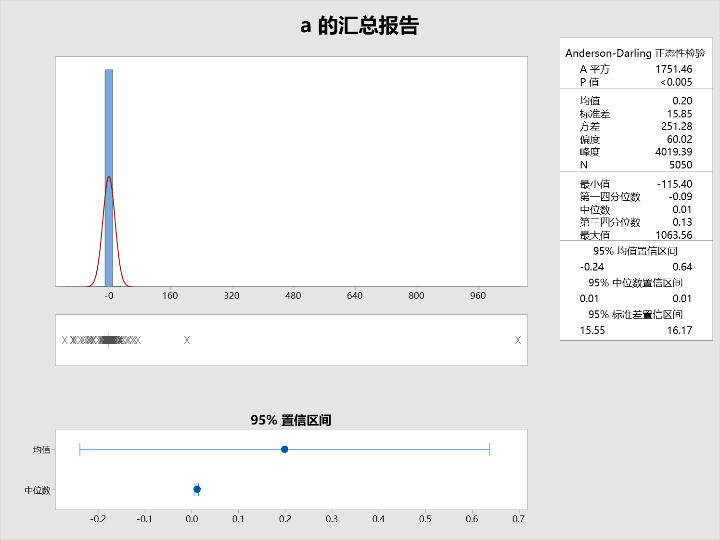 a 的汇总报告
Anderson-Darling 正态性检验
A 平方 1751.46
P 值 <0.005
均值 0.20
标准差 15.85
方差 251.28
偏度 60.02
峰度 4019.39
N 5050
最小值 -115.40
第一四分位数 -0.09
中位数 0.01
第三四分位数 0.13
最大值 1063.56
95% 均值置信区间
-0.24 0.64
95% 中位数置信区间
0.01 0.01
95% 标准差置信区间
15.55 16.17
-0 160 320 480 640 800 960
95% 置信区间
均值
中位数
-0.2 -0.1 0.0 0.1 0.2 0.3 0.4 0.5 0.6 0.7